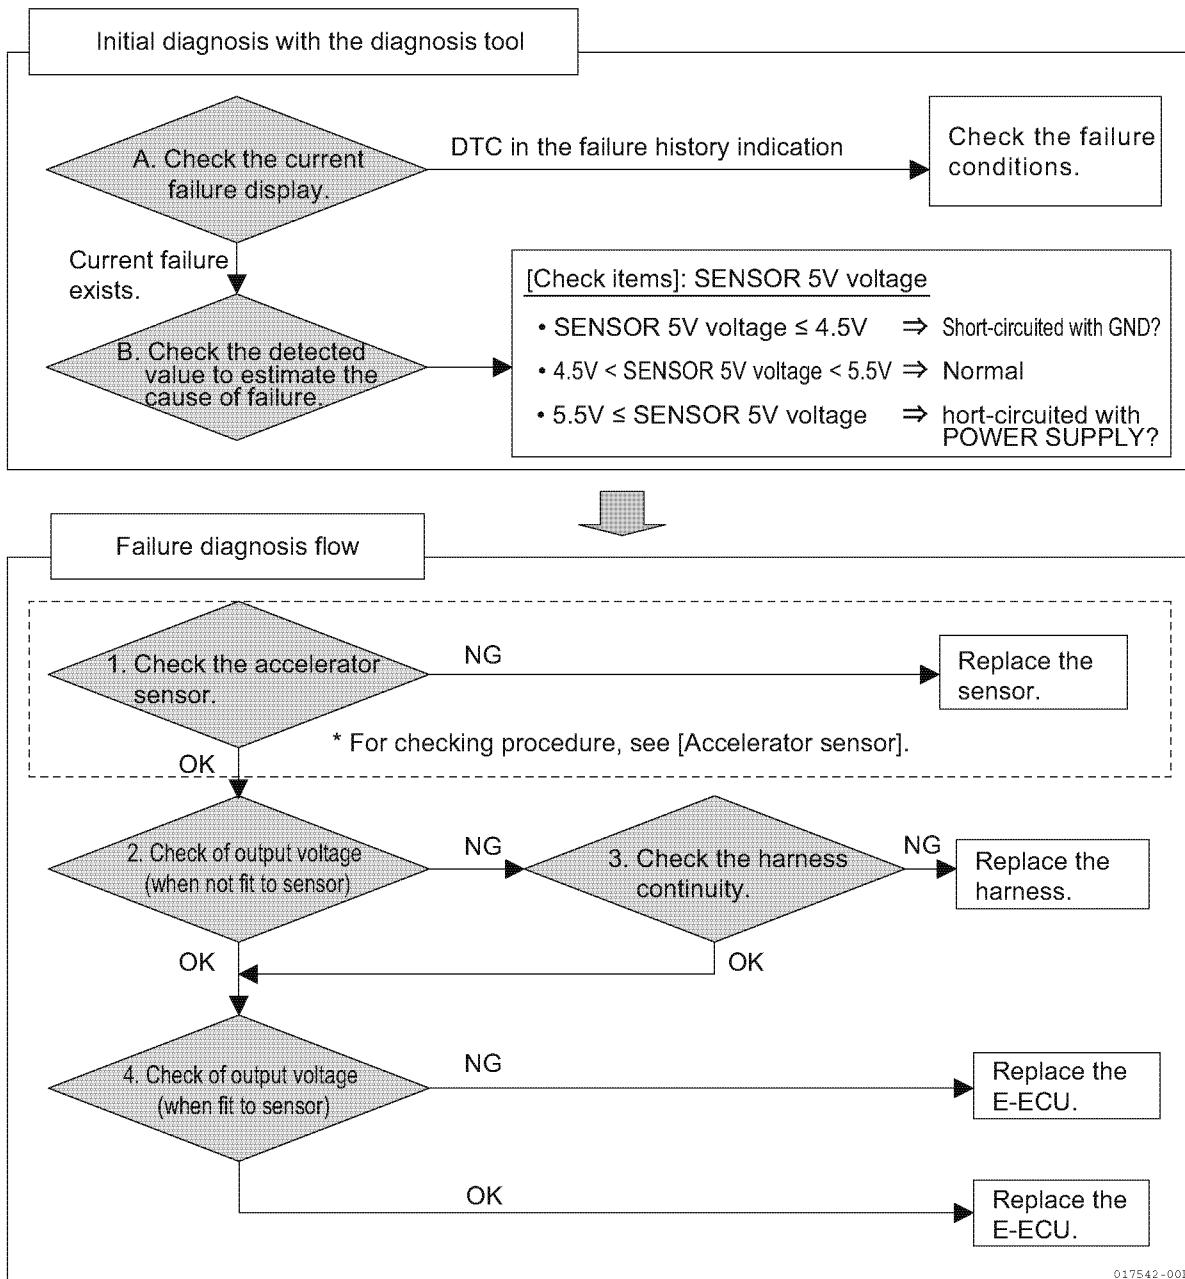 Initial diagnosis with the diagnosis tool
A. Check the current
failure display.
DTC in the failure history indication
Check the failure
conditions.
Current failure
exists.
B. Check the detected
value to estimate the
cause of failure.
[Check items]: SENSOR 5V voltage
• SENSOR 5V voltage ≤ 4.5V ⇒ Short-circuited with GND?
• 4.5V < SENSOR 5V voltage < 5.5V ⇒ Normal
• 5.5V ≤ SENSOR 5V voltage ⇒ hort-circuited with
POWER SUPPLY?
Failure diagnosis flow
1. Check the accelerator
sensor.
NG
Replace the
sensor.
* For checking procedure, see [Accelerator sensor].
OK
2. Check of output voltage
(when not fit to sensor)
NG
3. Check the harness
continuity.
NG
Replace the
harness.
OK
OK
4. Check of output voltage
(when fit to sensor)
NG
Replace the
E-ECU.
OK
Replace the
E-ECU.